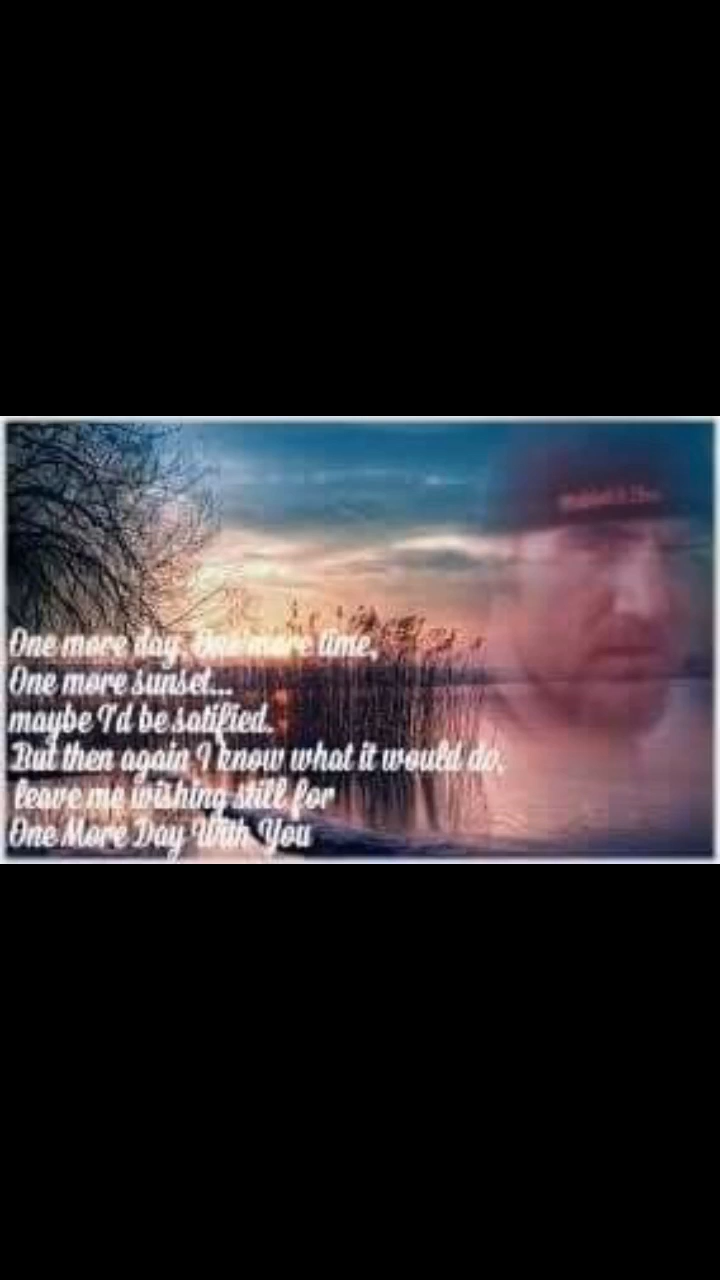 One more day, One more time,
One more sunset...
maybe I'd be satified.
But then again I know what it would do,
leave me wishing still for
One More Day With You